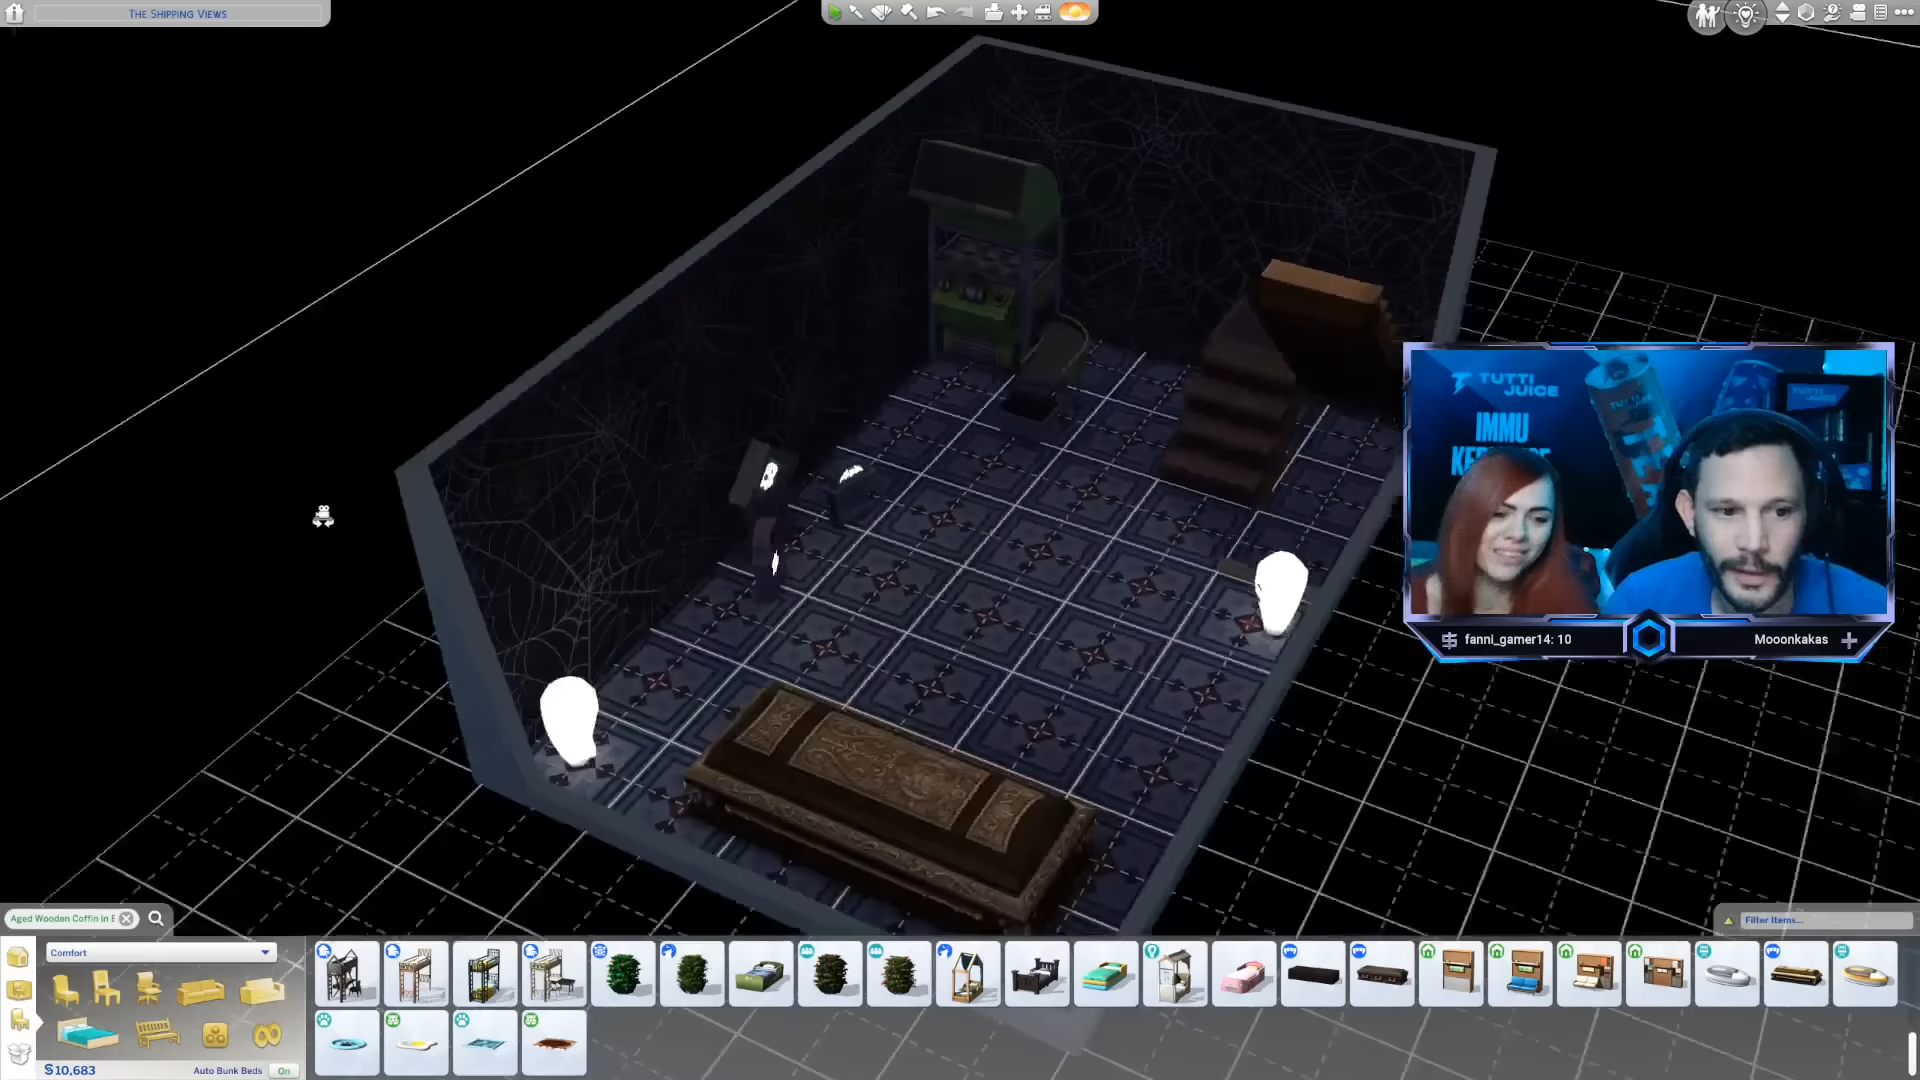 THE SHIPPING VIEWS
TUTTI
JUICE
IMMU
fanni_gamer14: 10
Mooonkakas
Aged Wooden Coffin in E
Filter Items...
Comfort
§10,683
Auto Bunk Beds
On